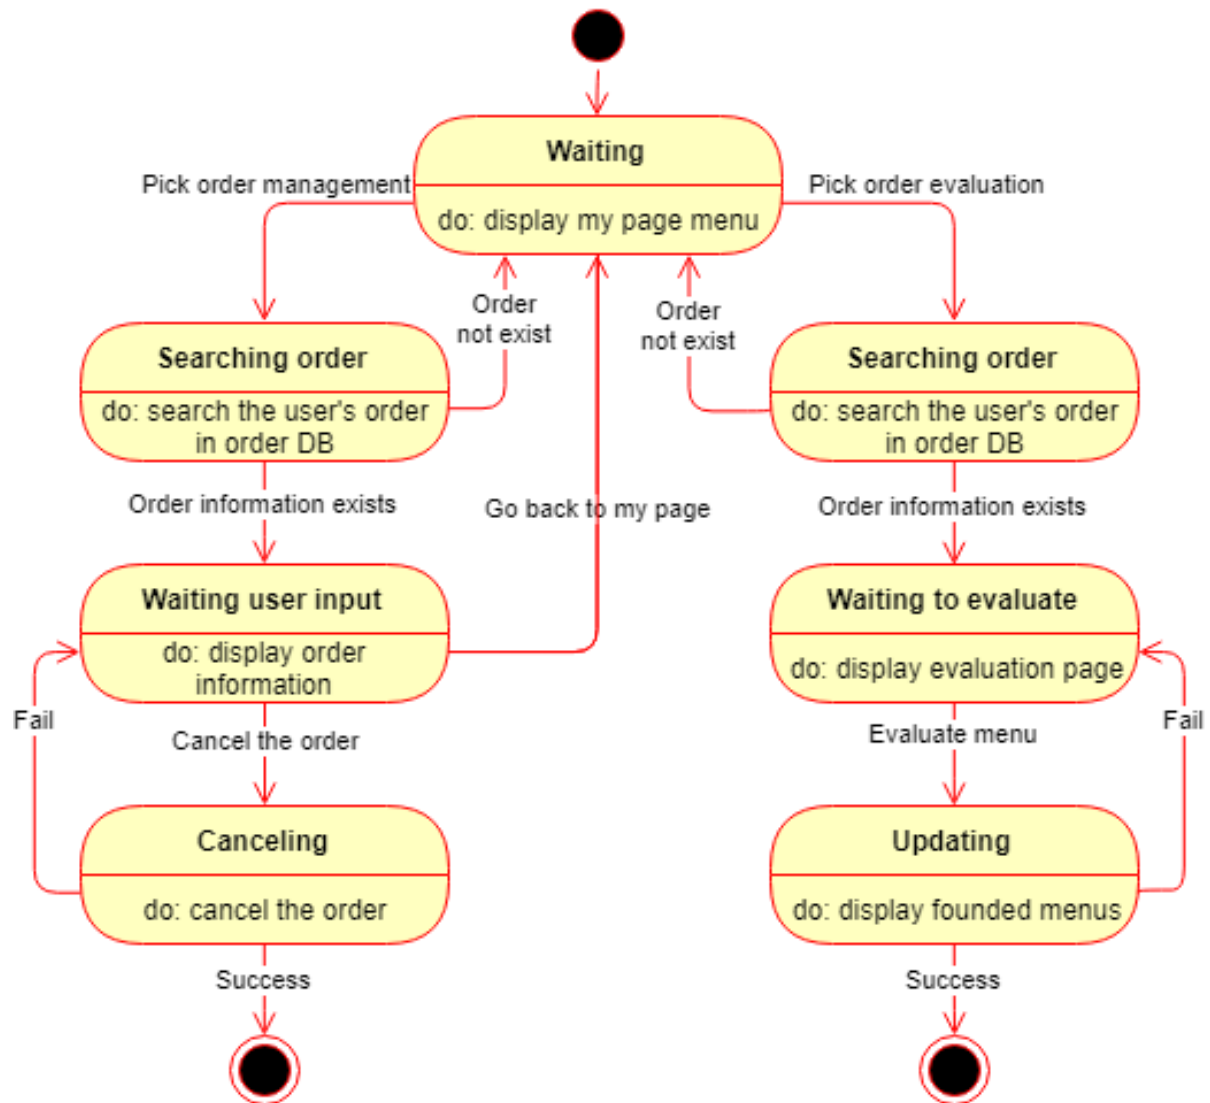 Waiting
do: display my page menu
Pick order management
Pick order evaluation
Order
not exist
Order
not exist
Searching order
do: search the user's order
in order DB
Searching order
do: search the user's order
in order DB
Order information exists
Go back to my page
Order information exists
Waiting user input
do: display order
information
Waiting to evaluate
do: display evaluation page
Fail
Cancel the order
Evaluate menu
Fail
Canceling
do: cancel the order
Updating
do: display founded menus
Success
Success